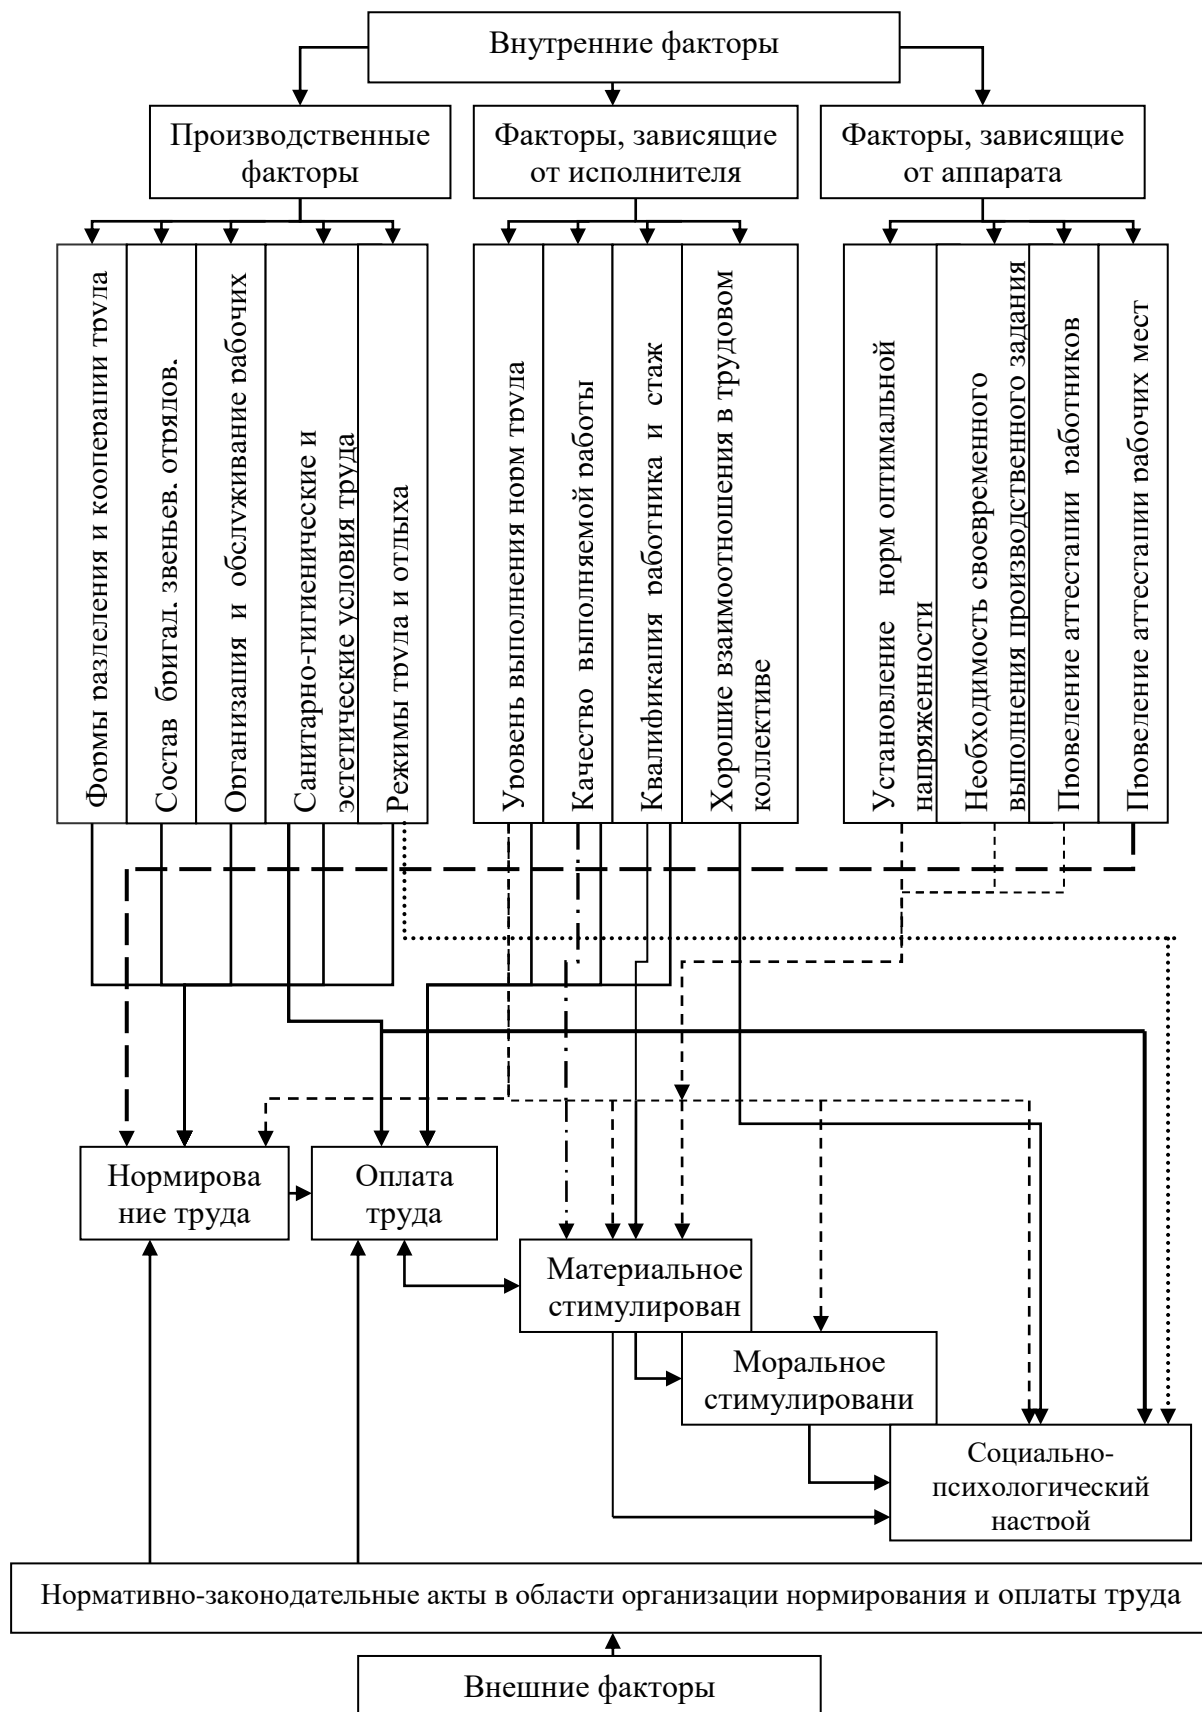 Внутренние факторы
Производственные
факторы
Факторы, зависящие
от исполнителя
Факторы, зависящие
от аппарата
Формы разделения и кооперации труда
Состав бригад, звеньев, отрядов.
Организация и обслуживание рабочих
Санитарно-гигиенические и
эстетические условия труда
Режимы труда и отдыха
Уровень выполнения норм труда
Качество выполняемой работы
Квалификация работника и стаж
Хорошие взаимоотношения в трудовом
коллективе
Установление норм оптимальной
напряженности
Необходимость своевременного
выполнения производственного задания
Проведение аттестации работников
Проведение аттестации рабочих мест
Нормирова
ние труда
Оплата
труда
Материальное
стимулирован
Моральное
стимулировани
Социально-
психологический
настрой
Нормативно-законодательные акты в области организации нормирования и оплаты труда
Внешние факторы